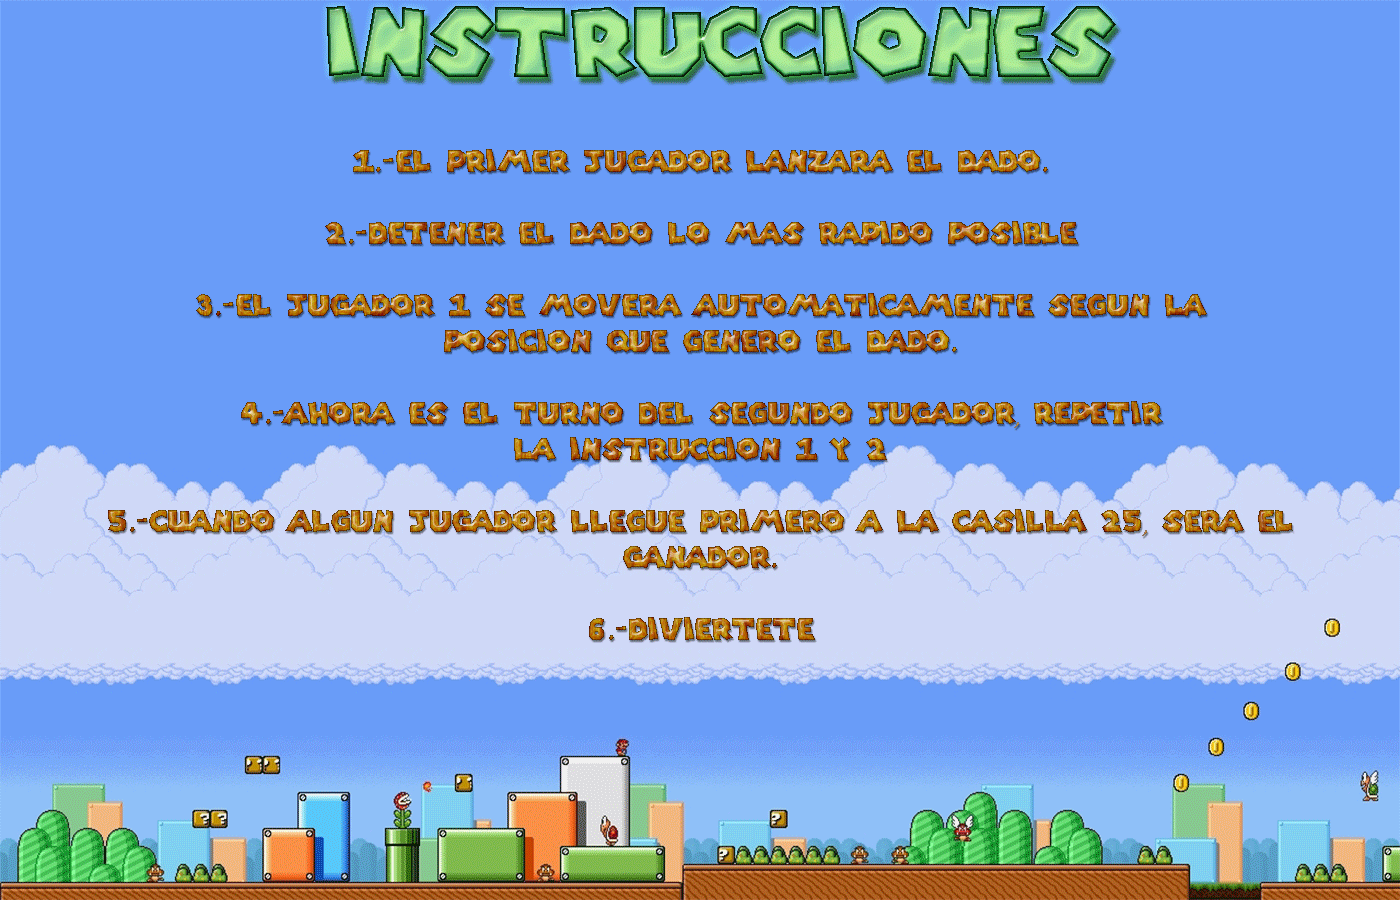 INSTRUCCIONES
1.-EL PRIMER JUGADOR LANZARA EL DADO.
2.-DETENER EL DADO LO MAS RAPIDO POSIBLE
3.-EL JUGADOR 1 SE MOVERA AUTOMATICAMENTE SEGUN LA
POSICION QUE GENERO EL DADO.
4.-AHORA ES EL TURNO DEL SEGUNDO JUGADOR, REPETIR
LA INSTRUCCION 1 Y 2
5.-CUANDO ALGUN JUGADOR LLEGUE PRIMERO A LA CASILLA 25, SERA EL
GANADOR.
6.-DIVIERTETE